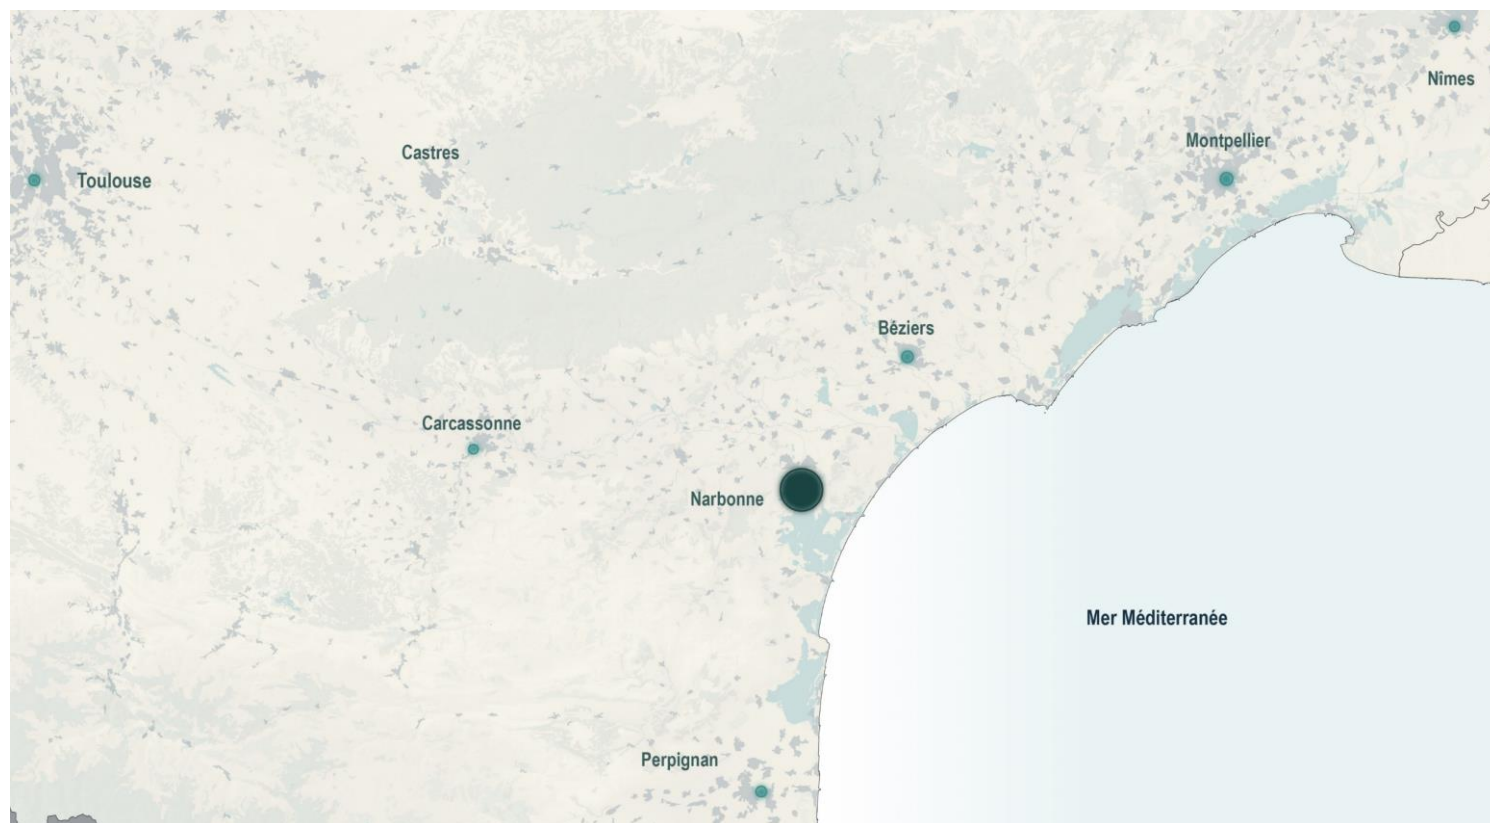 Nîmes
Montpellier
Castres
Toulouse
Béziers
Carcassonne
Narbonne
Mer Méditerranée
Perpignan